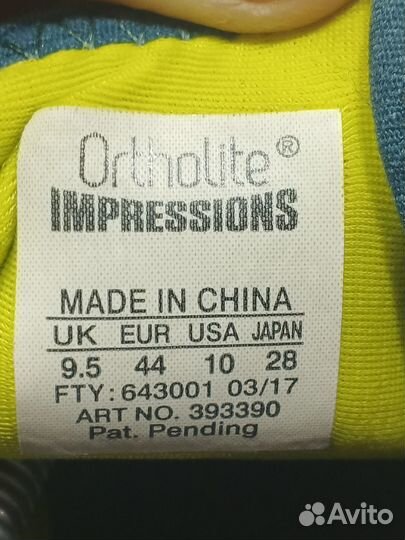 Ortholite®
IMPRESSIONS
MADE IN CHINA
UK EUR USA JAPAN
9.5 44 10 28
FTY: 643001 03/17
ART NO. 393390
Pat. Pending
Avito